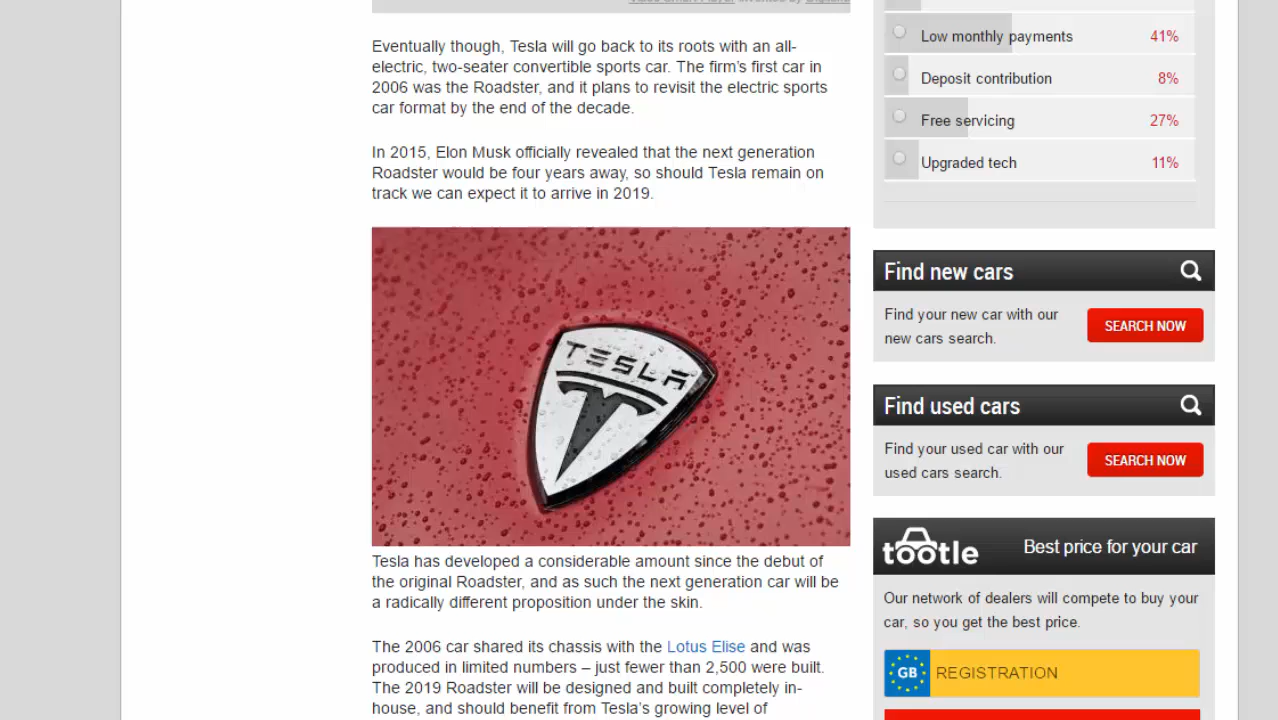 Eventually though, Tesla will go back to its roots with an all-
electric, two-seater convertible sports car. The firm's first car in
2006 was the Roadster, and it plans to revisit the electric sports
car format by the end of the decade.
In 2015, Elon Musk officially revealed that the next generation
Roadster would be four years away, so should Tesla remain on
track we can expect it to arrive in 2019.
TESLA
Tesla has developed a considerable amount since the debut of
the original Roadster, and as such the next generation car will be
a radically different proposition under the skin.
The 2006 car shared its chassis with the Lotus Elise and was
produced in limited numbers – just fewer than 2,500 were built.
The 2019 Roadster will be designed and built completely in-
house, and should benefit from Tesla's growing level of
Low monthly payments 41%
Deposit contribution 8%
Free servicing 27%
Upgraded tech 11%
Find new cars
Find your new car with our
new cars search.
SEARCH NOW
Find used cars
Find your used car with our
used cars search.
SEARCH NOW
tootle Best price for your car
Our network of dealers will compete to buy your
car, so you get the best price.
GB REGISTRATION